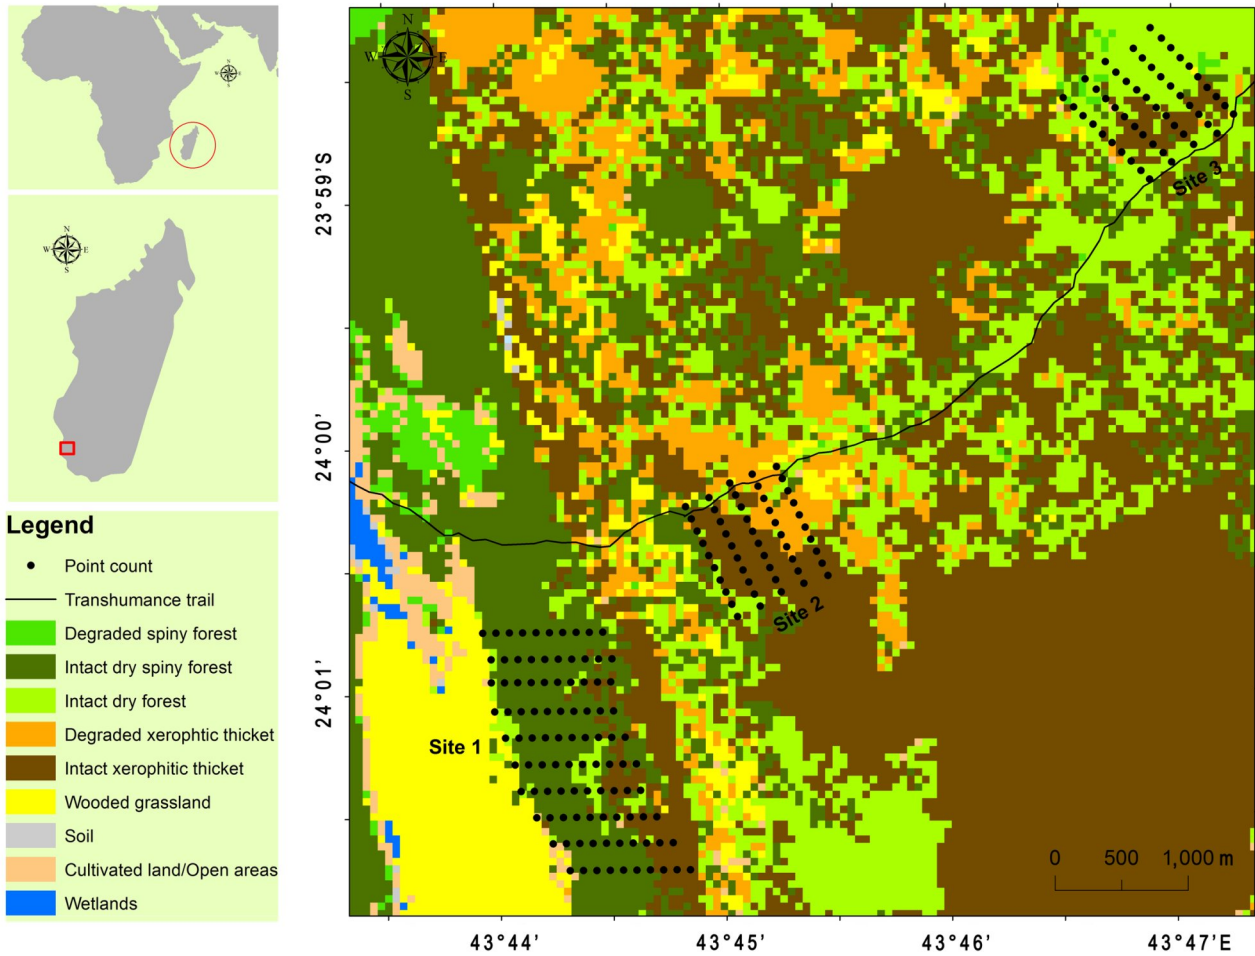 N
W E
S
N
W E
S
Legend
Point count
Transhumance trail
Degraded spiny forest
Intact dry spiny forest
Intact dry forest
Degraded xerophtic thicket
Intact xerophitic thicket
Wooded grassland
Soil
Cultivated land/Open areas
Wetlands
N
W E
S
23°59'S
24°00'
24°01'
Site 3
Site 2
Site 1
0 500 1,000 m
43°44' 43°45' 43°46' 43°47'E